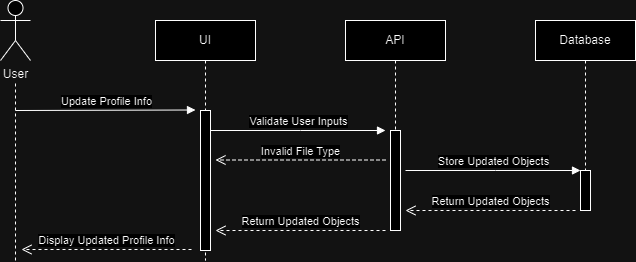 UI
API
Database
User
Update Profile Info
Validate User Inputs
Invalid File Type
Store Updated Objects
Return Updated Objects
Return Updated Objects
Display Updated Profile Info